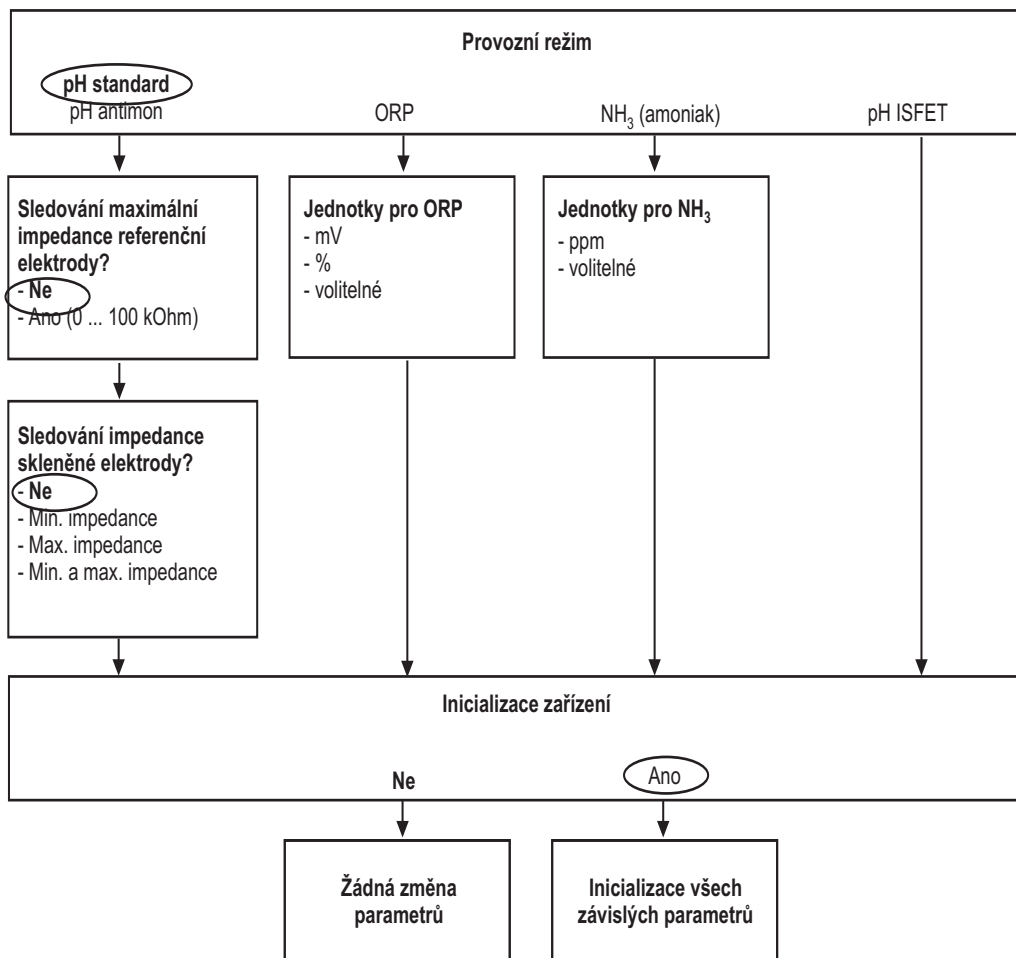 Provozní režim
pH standard
pH antimon
ORP
NH₃ (amoniak)
pH ISFET
Sledování maximální
impedance referenční
elektrody?
- Ne
- Ano (0 ... 100 kOhm)
Jednotky pro ORP
- mV
- %
- volitelné
Jednotky pro NH₃
- ppm
- volitelné
Sledování impedance
skleněné elektrody?
- Ne
- Min. impedance
- Max. impedance
- Min. a max. impedance
Inicializace zařízení
Ne
Ano
Žádná změna
parametrů
Inicializace všech
závislých parametrů